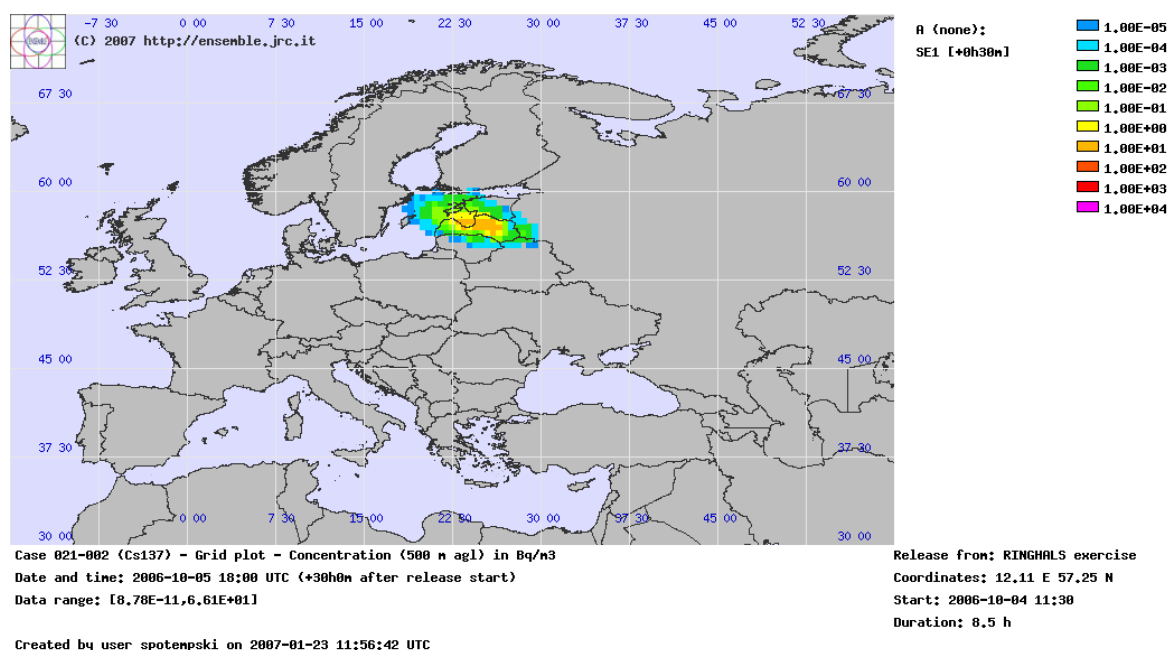 -7 30 0 00 7 30 15 00 22 30 30 00 37 30 45 00 52 30
(C) 2007 http://ensemble.jrc.it
67 30 67 30
60 00 60 00
52 30 52 30
45 00 45 00
37 30 37 30
0 00 7 30 15 00 22 30 30 00 37 30 45 00
30 00 30 00
A (none):
SE1 [+0h30m]
1.00E-05
1.00E-04
1.00E-03
1.00E-02
1.00E-01
1.00E+00
1.00E+01
1.00E+02
1.00E+03
1.00E+04
Case 021-002 (Cs137) - Grid plot - Concentration (500 m agl) in Bq/m3
Date and time: 2006-10-05 18:00 UTC (+30h0m after release start)
Data range: [8.78E-11,6.61E+01]
Created by user spotempski on 2007-01-23 11:56:42 UTC
Release from: RINGHALS exercise
Coordinates: 12.11 E 57.25 N
Start: 2006-10-04 11:30
Duration: 8.5 h